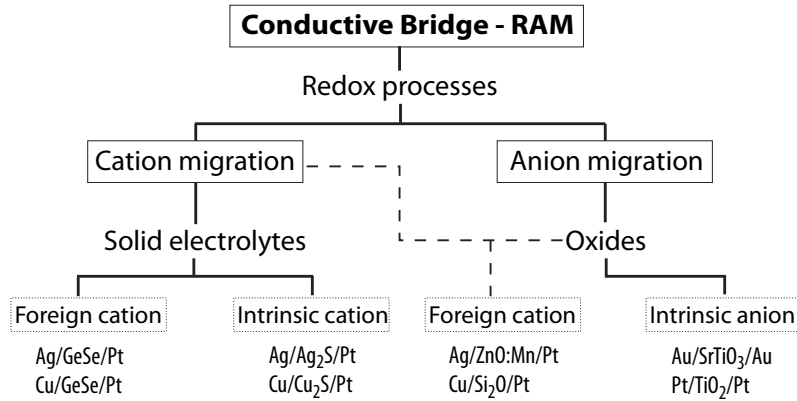 Conductive Bridge - RAM
Redox processes
Cation migration
Anion migration
Solid electrolytes
Oxides
Foreign cation
Intrinsic cation
Foreign cation
Intrinsic anion
Ag/GeSe/Pt
Ag/Ag₂S/Pt
Ag/ZnO:Mn/Pt
Au/SrTiO₃/Au
Cu/GeSe/Pt
Cu/Cu₂S/Pt
Cu/Si₂O/Pt
Pt/TiO₂/Pt